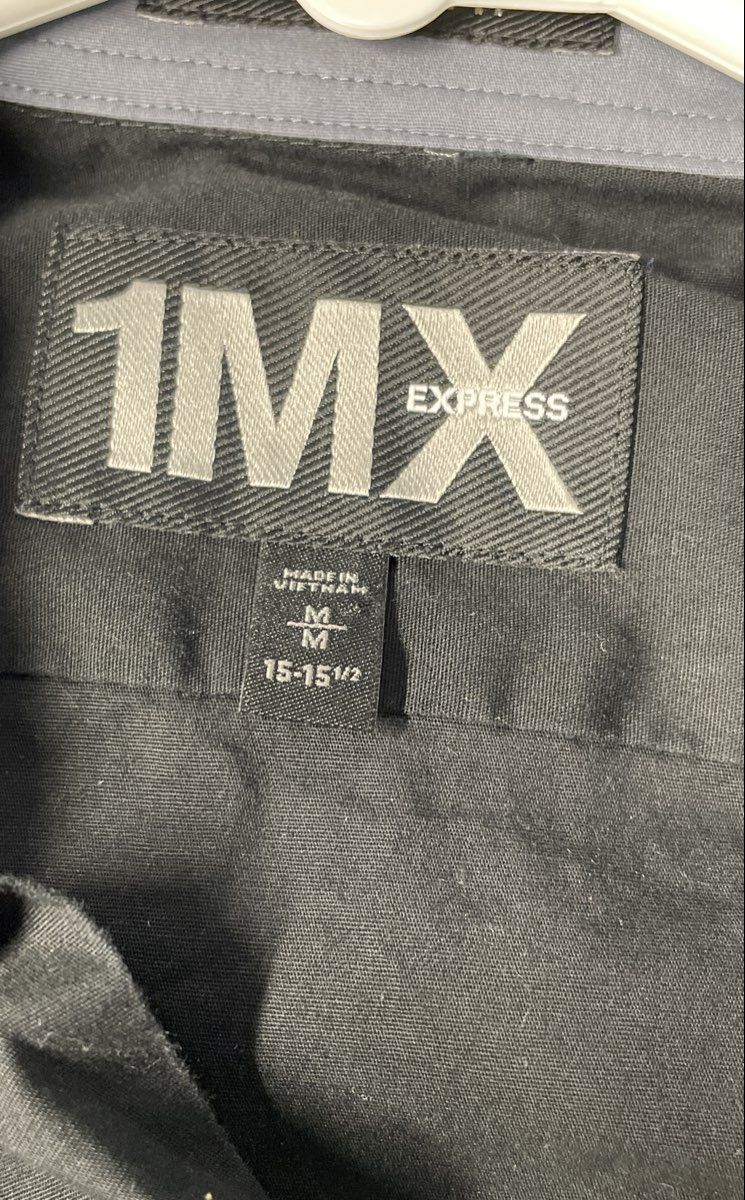 1MX
EXPRESS
MADE IN
VIETNAM
M
M
15-15 1/2